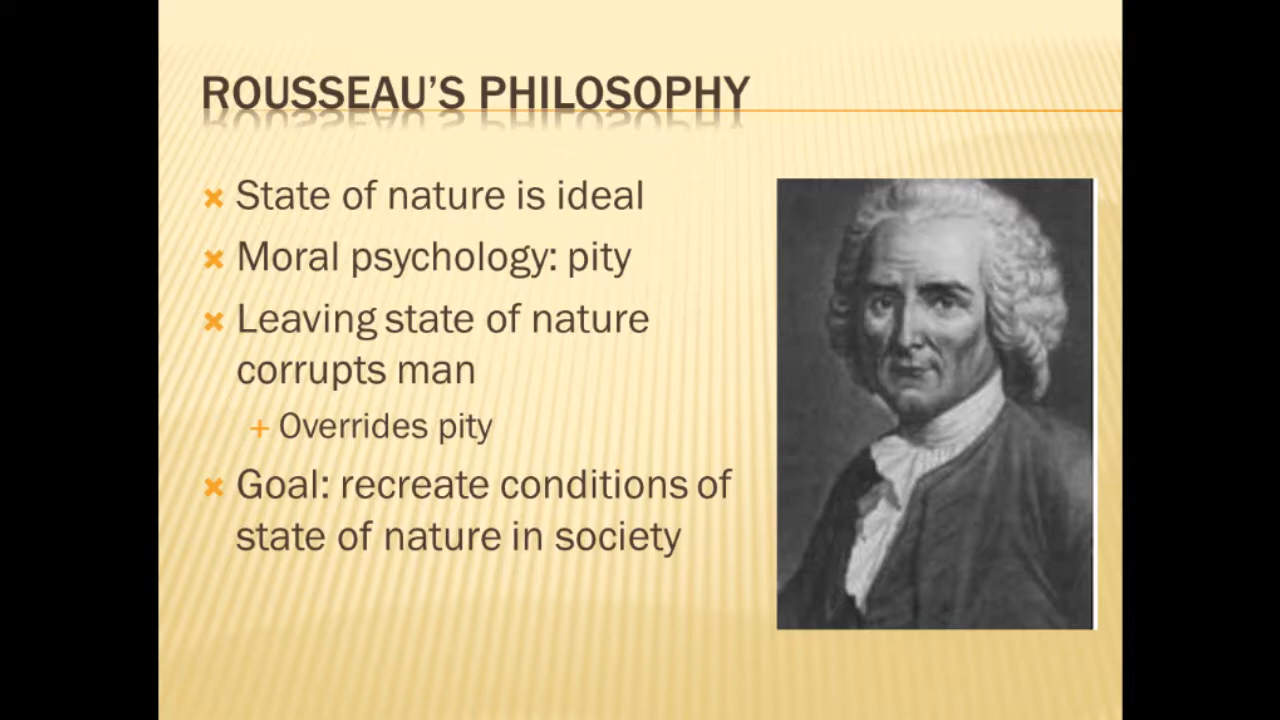 ROUSSEAU'S PHILOSOPHY
State of nature is ideal
Moral psychology: pity
Leaving state of nature
corrupts man
Overrides pity
Goal: recreate conditions of
state of nature in society